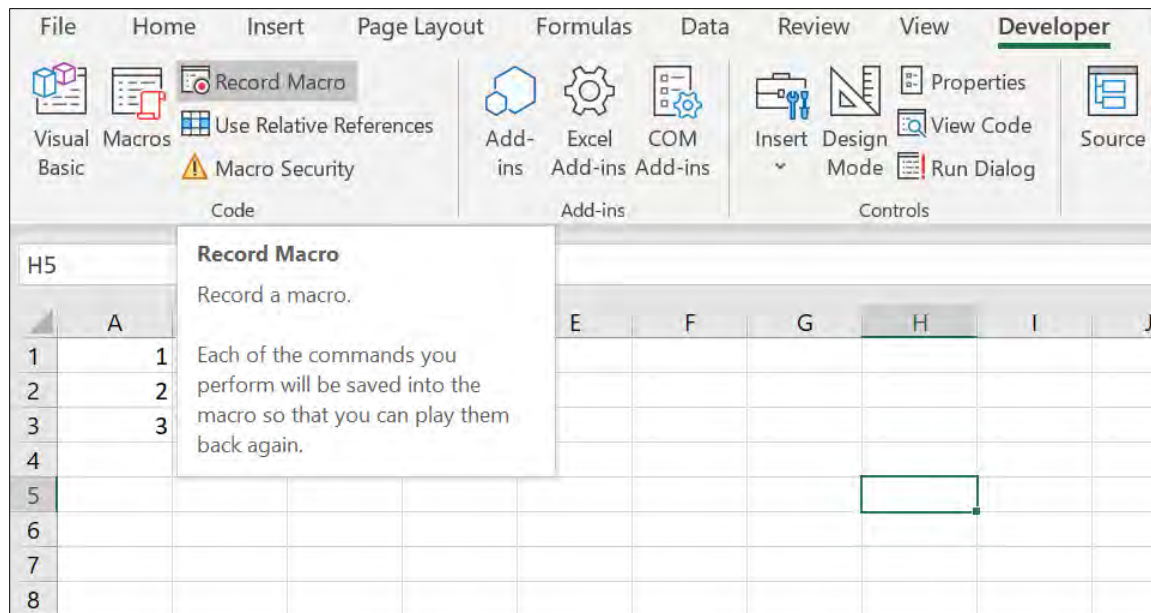 File Home Insert Page Layout Formulas Data Review View Developer
Record Macro Properties
Use Relative References View Code
Visual Macros Add- Excel COM Insert Design Source
Basic Macro Security ins Add-ins Add-ins Mode Run Dialog
Code Add-ins Controls
H5
Record Macro
Record a macro.
Each of the commands you
perform will be saved into the
macro so that you can play them
back again.
A E F G H I J
1 1
2 2
3 3
4
5
6
7
8